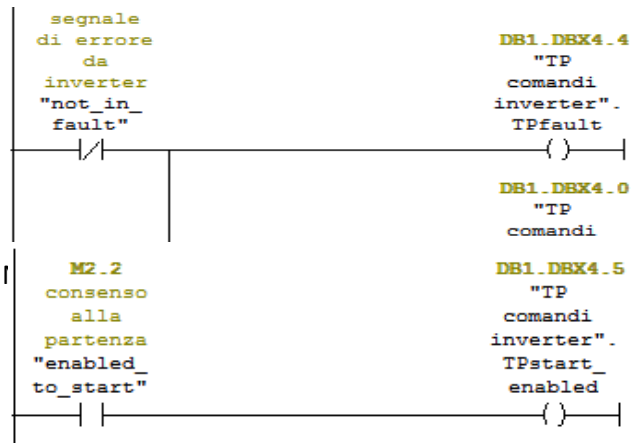 segnale
di errore
da
inverter
"not_in_
fault"
DB1.DBX4.4
"TP
comandi
inverter".
TPfault
DB1.DBX4.0
"TP
comandi
M2.2
consenso
alla
partenza
"enabled_
to_start"
DB1.DBX4.5
"TP
comandi
inverter".
TPstart_
enabled